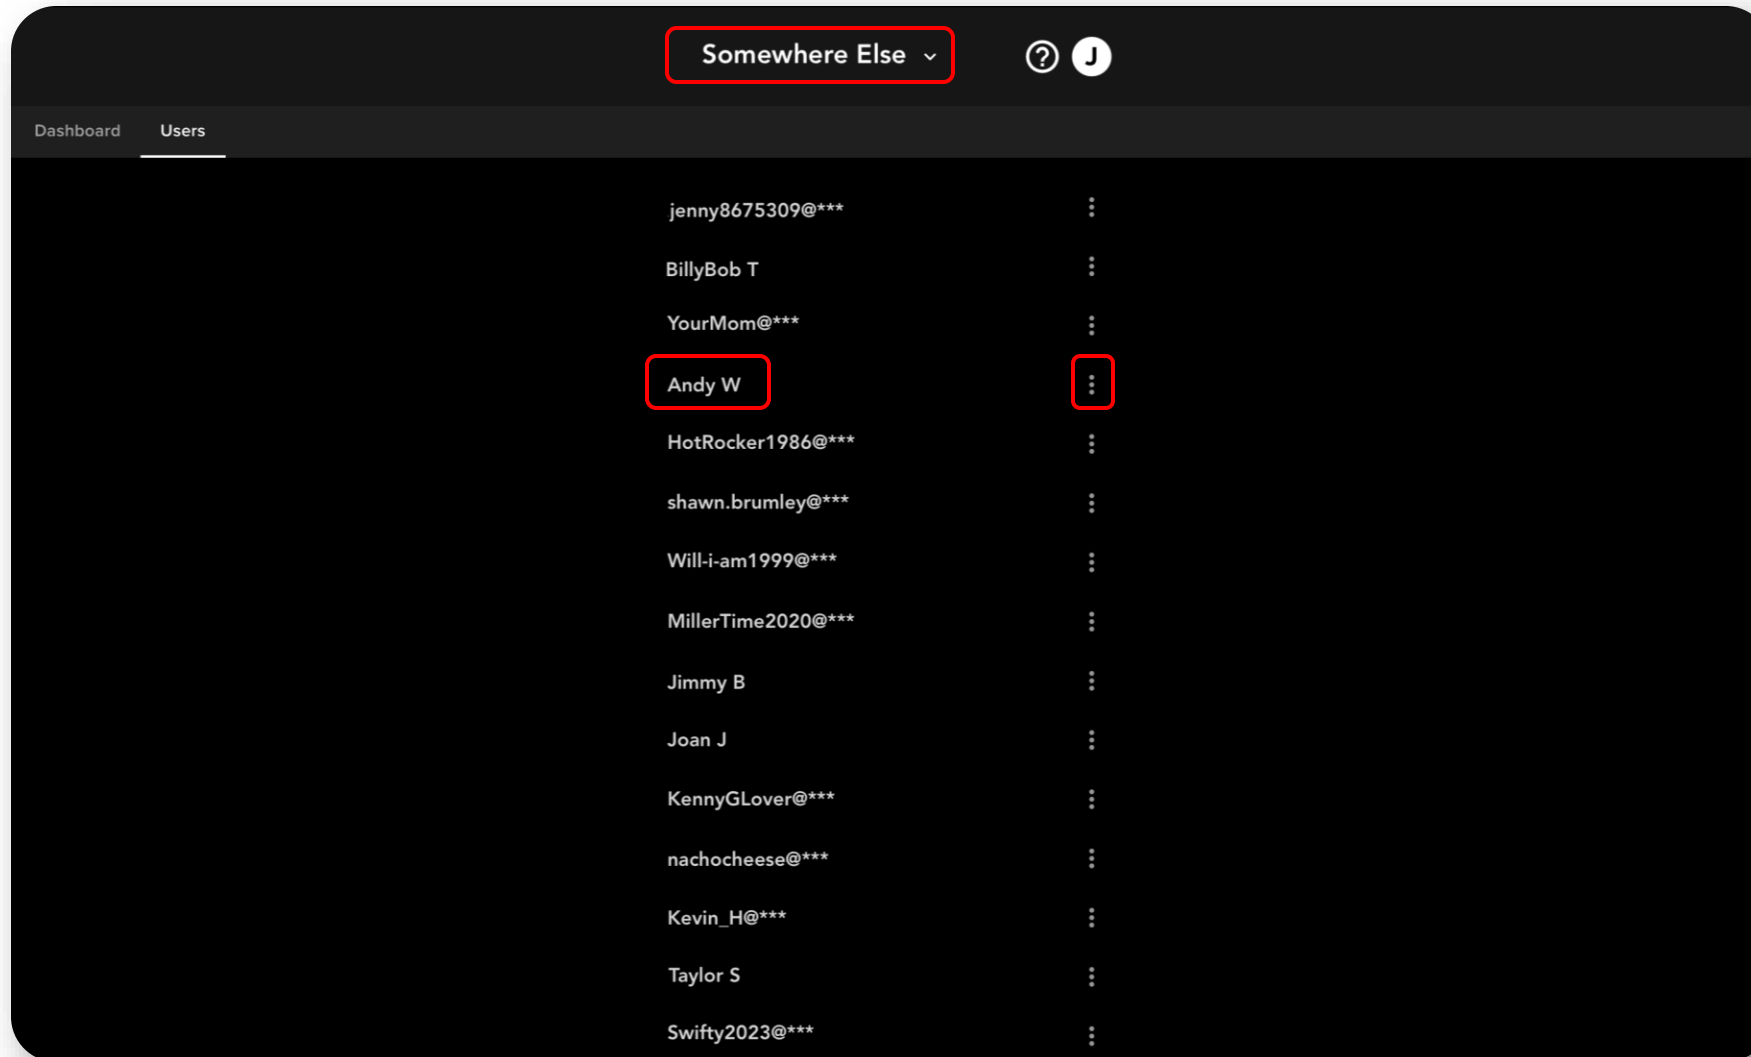 Somewhere Else
J
Dashboard Users
jenny8675309@***
BillyBob T
YourMom@***
Andy W
HotRocker1986@***
shawn.brumley@***
Will-i-am1999@***
MillerTime2020@***
Jimmy B
Joan J
KennyGLover@***
nachocheese@***
Kevin_H@***
Taylor S
Swifty2023@***